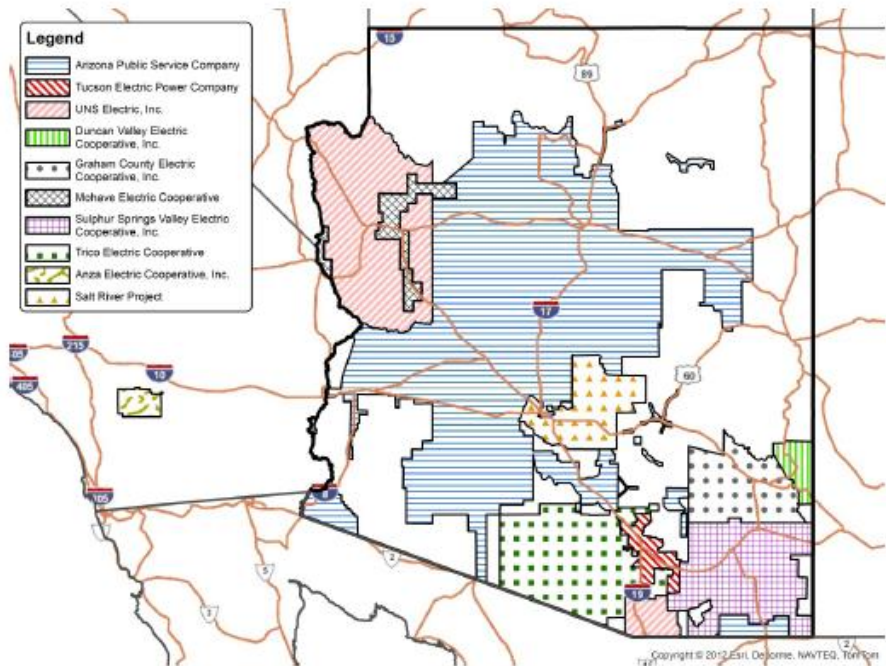 Legend
Arizona Public Service Company
Tucson Electric Power Company
UNS Electric, Inc.
Duncan Valley Electric
Cooperative, Inc.
Graham County Electric
Cooperative, Inc.
Mohave Electric Cooperative
Sulphur Springs Valley Electric
Cooperative, Inc.
Trico Electric Cooperative
Anza Electric Cooperative, Inc.
Salt River Project
15
89
17
215
10
405
60
105
8
2
5
3
19
2
Copyright:© 2012 Esri, DeLorme, NAVTEQ, TomTom